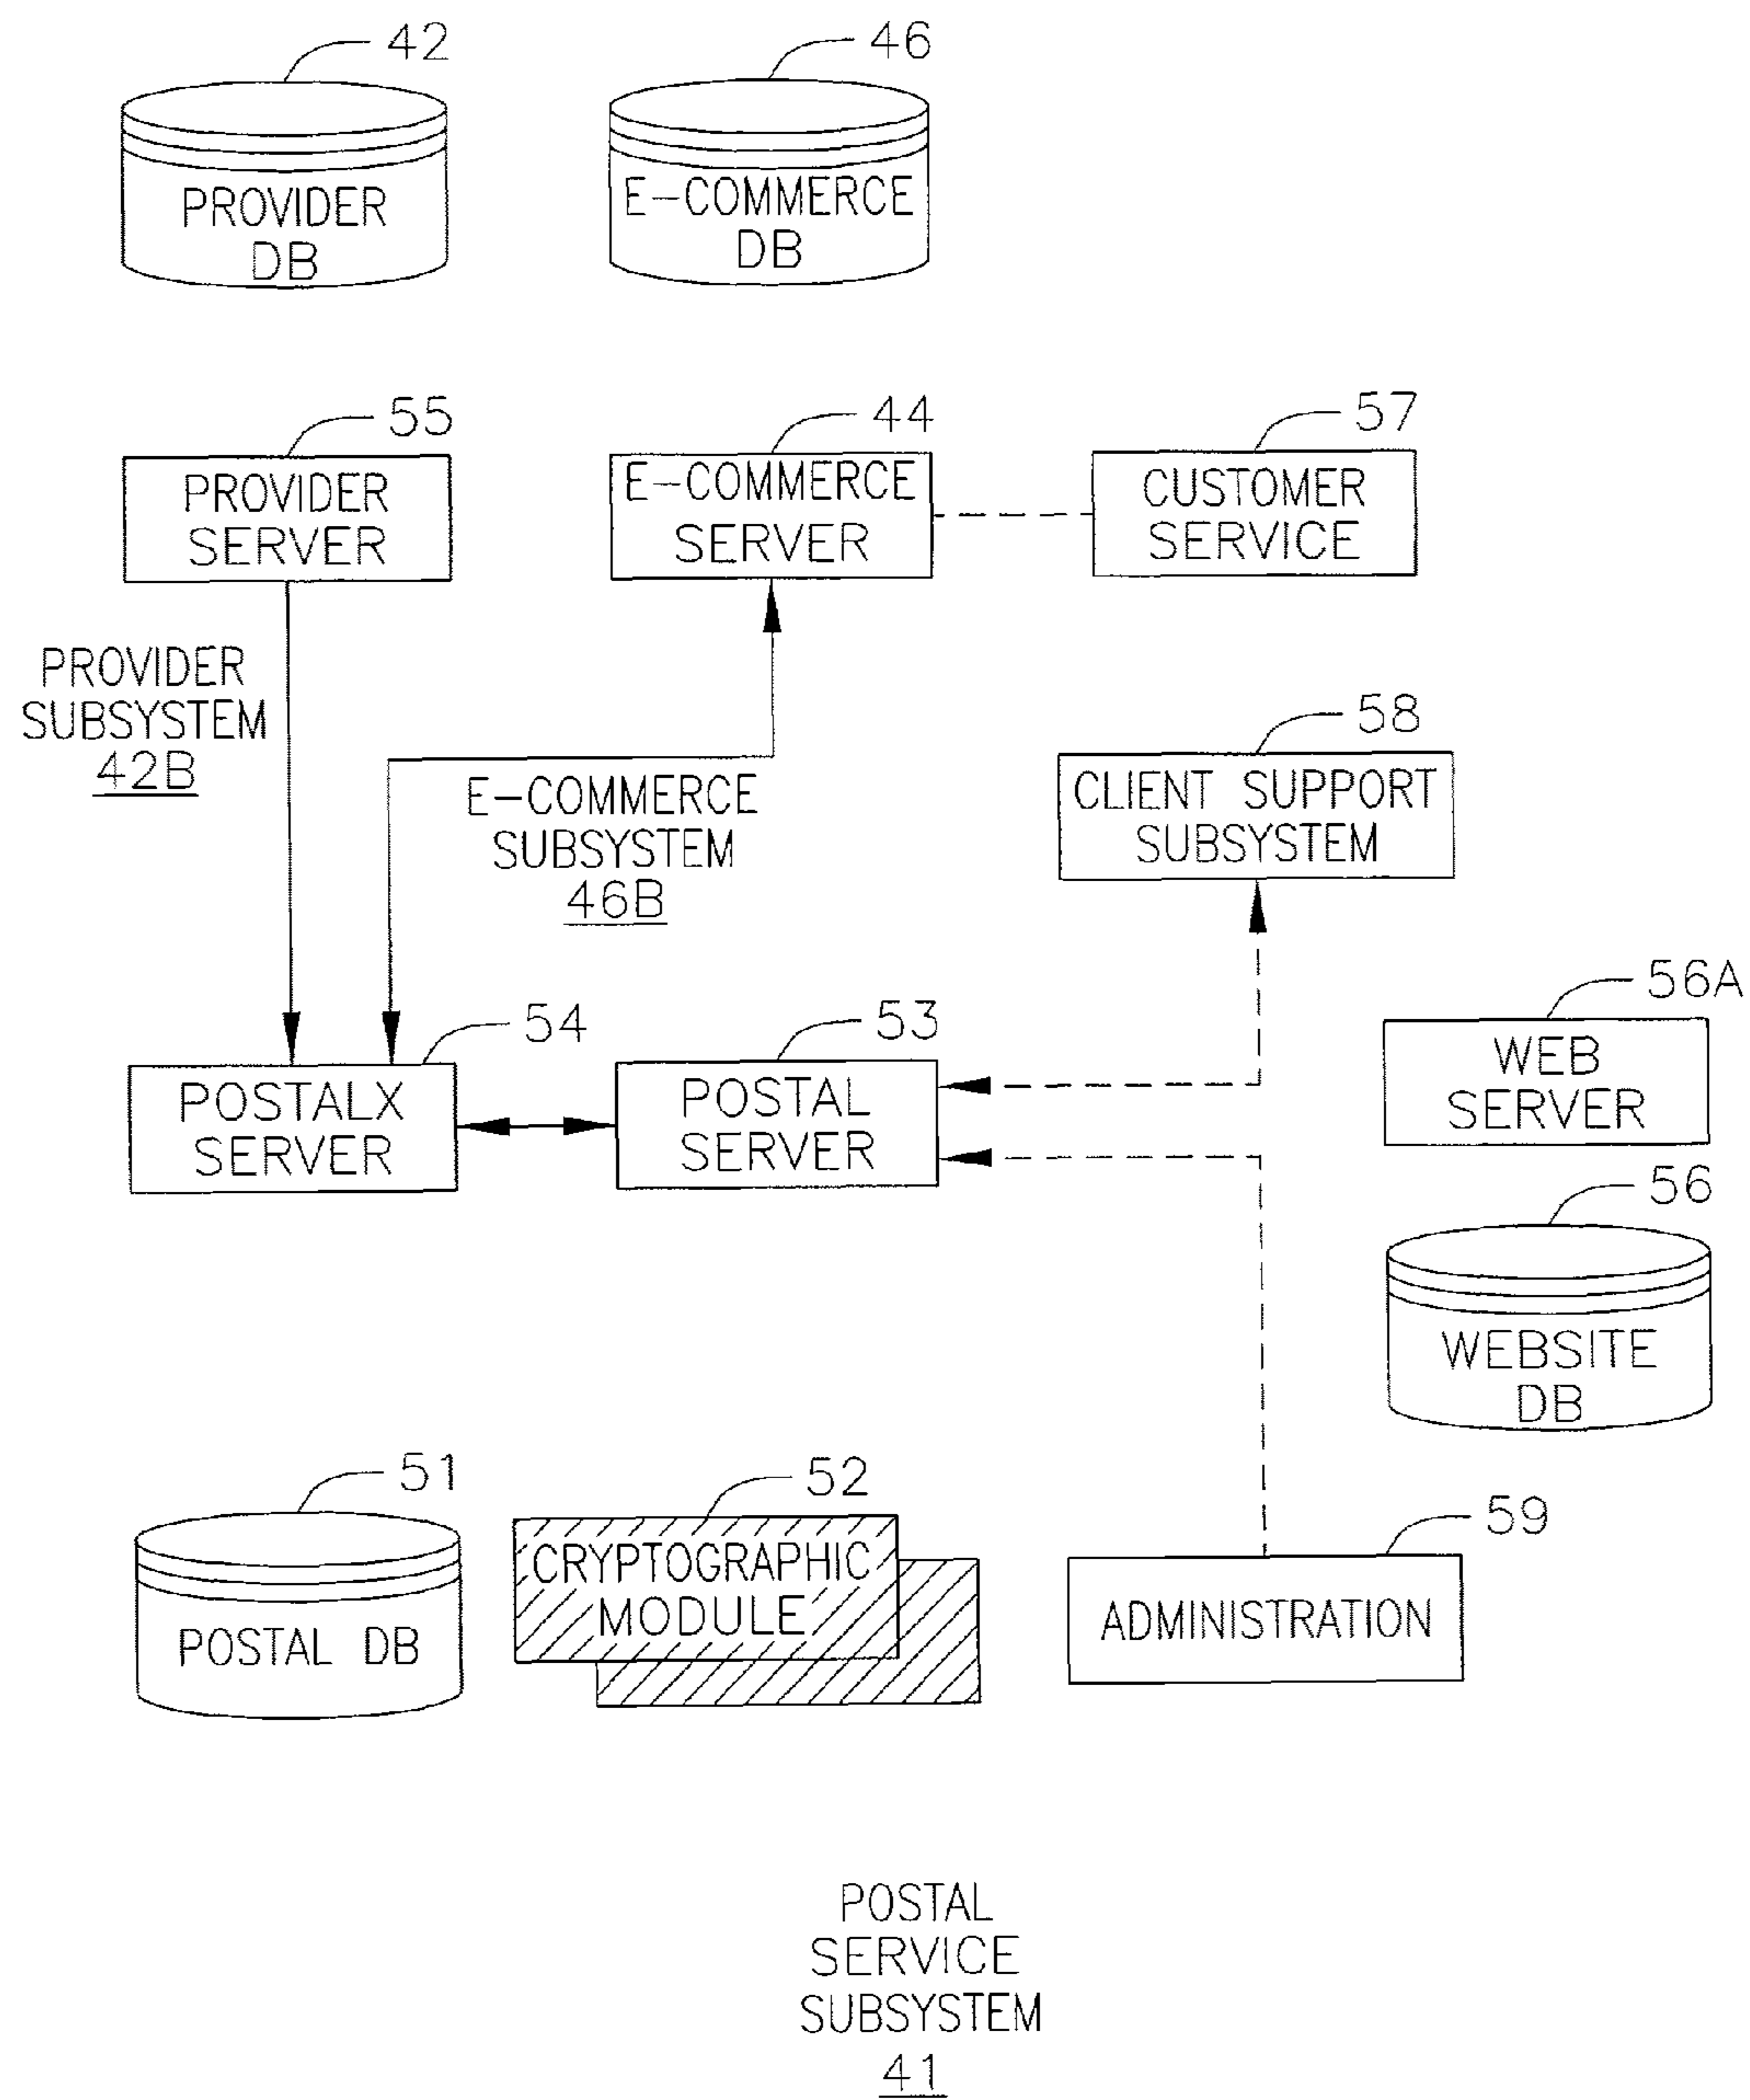 42
46
PROVIDER
DB
E-COMMERCE
DB
55
44
57
PROVIDER
SERVER
E-COMMERCE
SERVER
CUSTOMER
SERVICE
PROVIDER
SUBSYSTEM
42B
58
E-COMMERCE
SUBSYSTEM
46B
CLIENT SUPPORT
SUBSYSTEM
54
53
56A
POSTALX
SERVER
POSTAL
SERVER
WEB
SERVER
56
WEBSITE
DB
51
52
59
POSTAL DB
CRYPTOGRAPHIC
MODULE
ADMINISTRATION
POSTAL
SERVICE
SUBSYSTEM
41